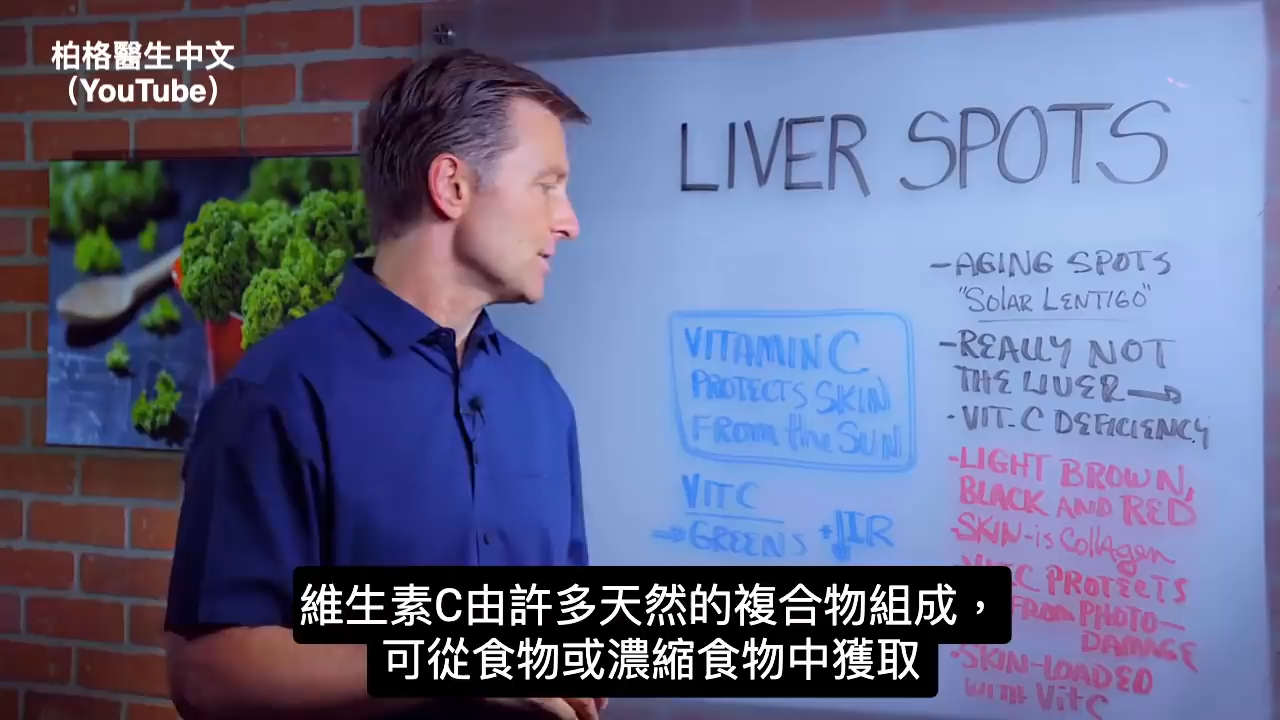 柏格醫生中文
（YouTube）
LIVER SPOTS
-AGING SPOTS
"SOLAR LENTIGO"
-REALLY NOT
THE LIVER →
-VIT-C DEFICIENCY
-LIGHT BROWN,
BLACK AND RED
-SKIN-is Collagen
VIT C PROTECTS
FROM PHOTO-
DAMAGE
-SKIN-LOADED
WITH Vit C
VITAMIN C
PROTECTS SKIN
FROM the SUN
VIT C
→GREENS +↓IR
維生素C由許多天然的複合物組成，
可從食物或濃縮食物中獲取